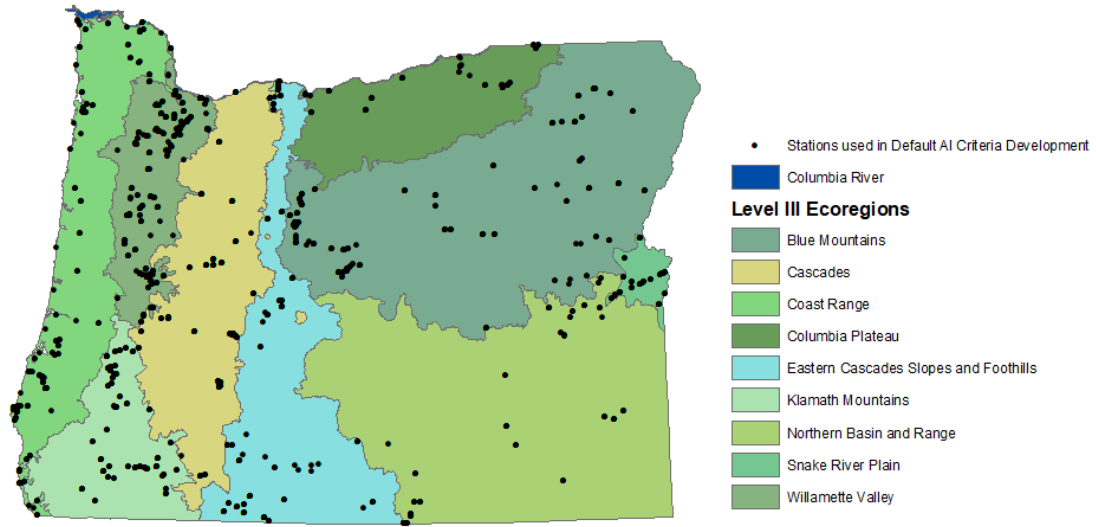 Stations used in Default Al Criteria Development
Columbia River
Level III Ecoregions
Blue Mountains
Cascades
Coast Range
Columbia Plateau
Eastern Cascades Slopes and Foothills
Klamath Mountains
Northern Basin and Range
Snake River Plain
Willamette Valley